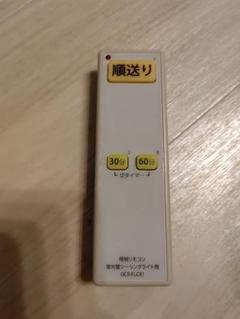 順送り
30分 60分
切タイマー
照明リモコン
蛍光管シーリングライト用
OCR-FLCR1